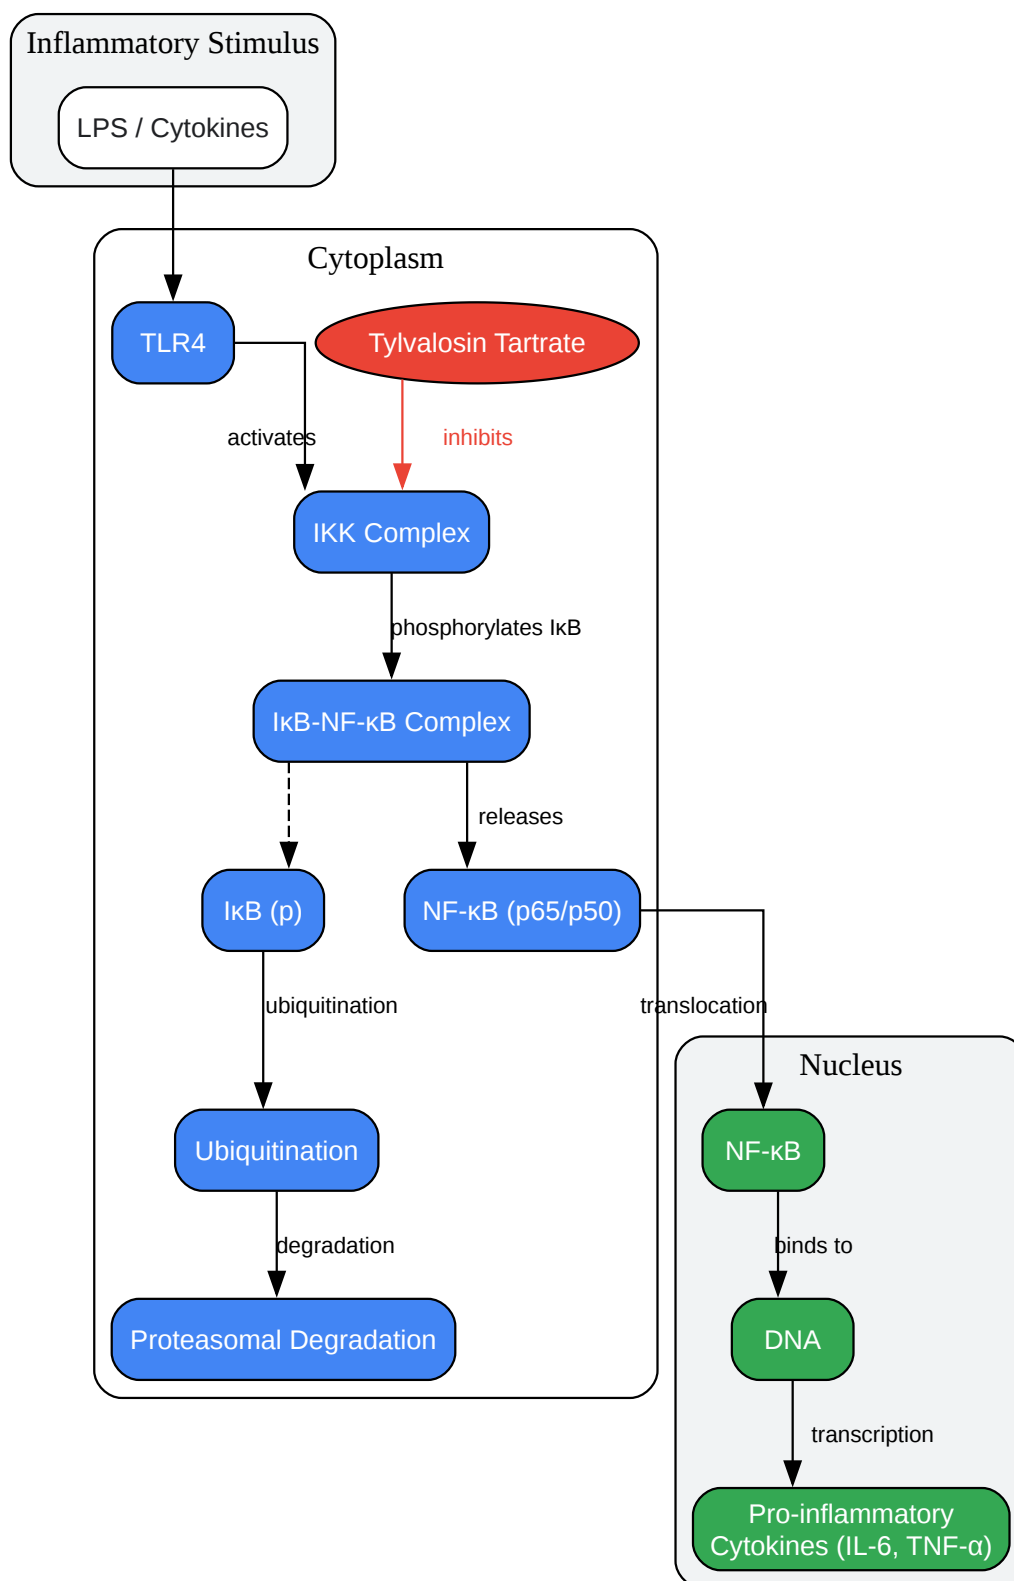 Inflammatory Stimulus
LPS / Cytokines
Cytoplasm
TLR4
Tylvalosin Tartrate
activates
inhibits
IKK Complex
phosphorylates IκB
IκB-NF-κB Complex
releases
IκB (p)
NF-κB (p65/p50)
ubiquitination
translocation
Nucleus
Ubiquitination
NF-κB
degradation
binds to
Proteasomal Degradation
DNA
transcription
Pro-inflammatory
Cytokines (IL-6, TNF-α)